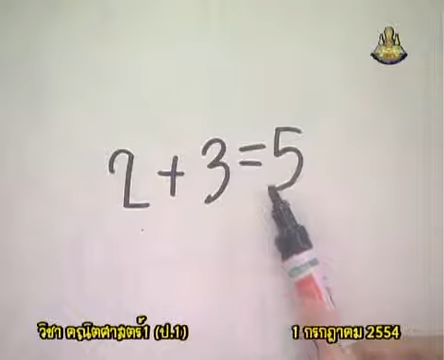 2 + 3 = 5
วิชา คณิตศาสตร์1 (ป.1)
1 กรกฎาคม 2554